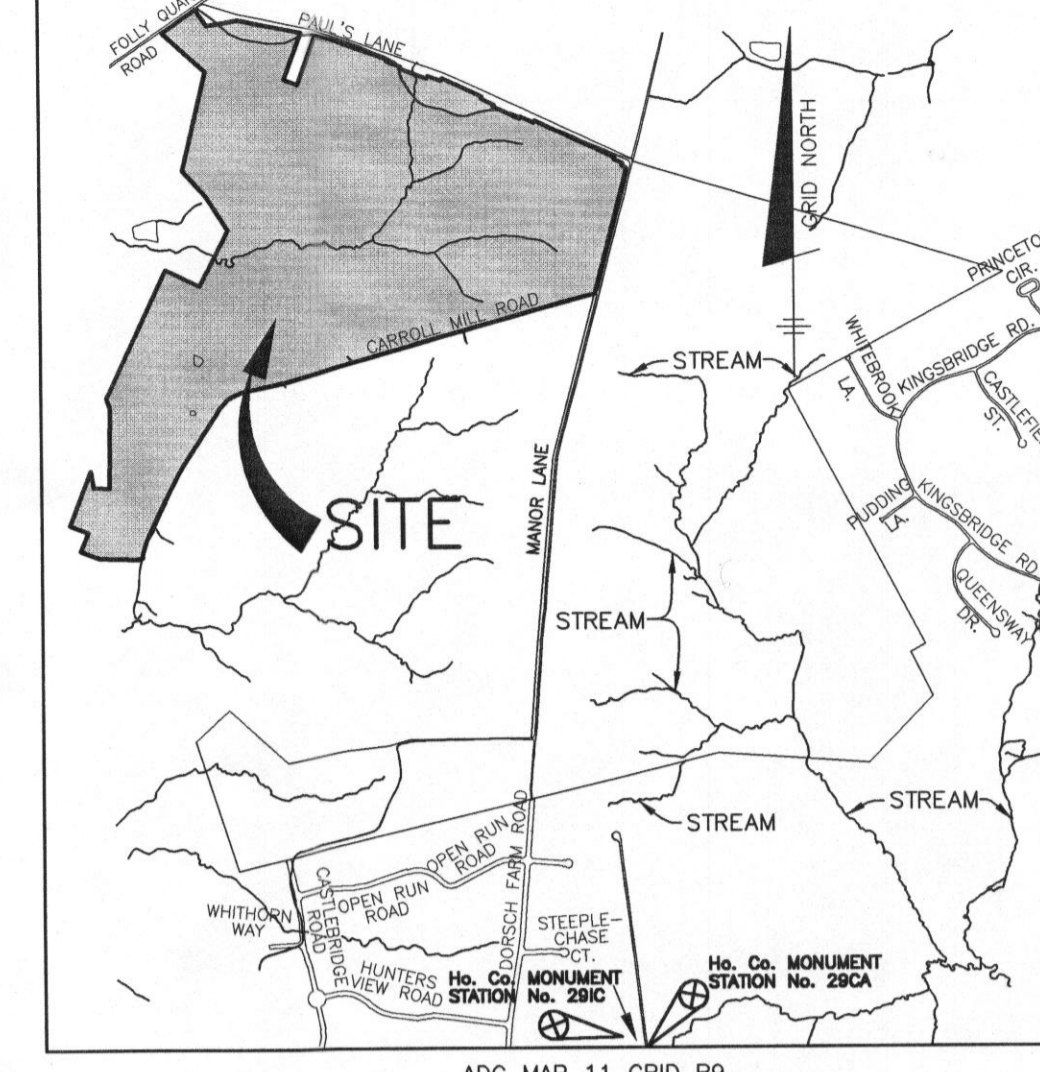 FOLLY QUAR
ROAD
PAUL'S LANE
GRID NORTH
PRINCETO
CIR.
CARROLL MILL ROAD
STREAM
WHITEBROOK
LA.
KINGSBRIDGE RD.
CASTLEFIE
ST.
SITE
MANOR LANE
PUDDING
LA.
KINGSBRIDGE RD
QUEENSWAY
DR.
STREAM
STREAM
STREAM
OPEN RUN
ROAD
OPEN RUN
ROAD
DORSCH FARM ROAD
CASTLEBRIDGE
ROAD
WHITHORN
WAY
STEEPLE-
CHASE
CT.
HUNTERS
VIEW ROAD
Ho. Co. MONUMENT
STATION No. 29IC
Ho. Co. MONUMENT
STATION No. 29CA